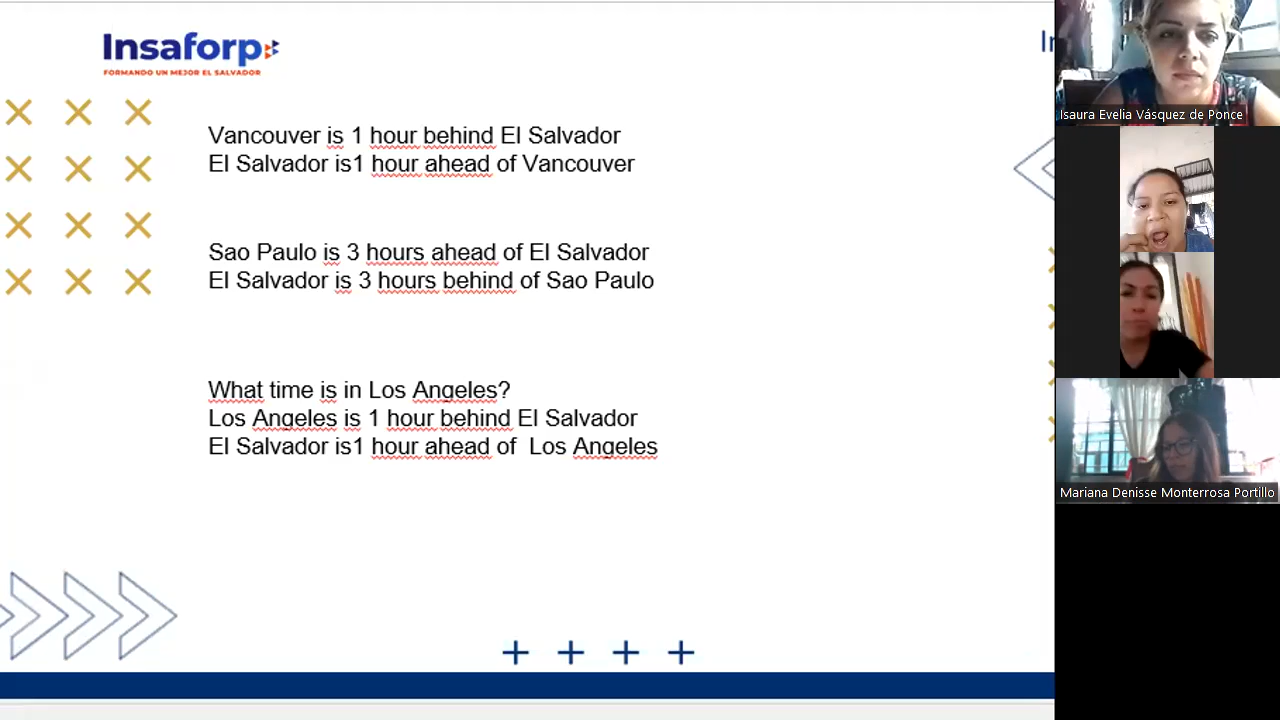 Insaforp
FORMANDO UN MEJOR EL SALVADOR
Vancouver is 1 hour behind El Salvador
El Salvador is1 hour ahead of Vancouver
Sao Paulo is 3 hours ahead of El Salvador
El Salvador is 3 hours behind of Sao Paulo
What time is in Los Angeles?
Los Angeles is 1 hour behind El Salvador
El Salvador is1 hour ahead of  Los Angeles
Isaura Evelia Vásquez de Ponce
Mariana Denisse Monterrosa Portillo